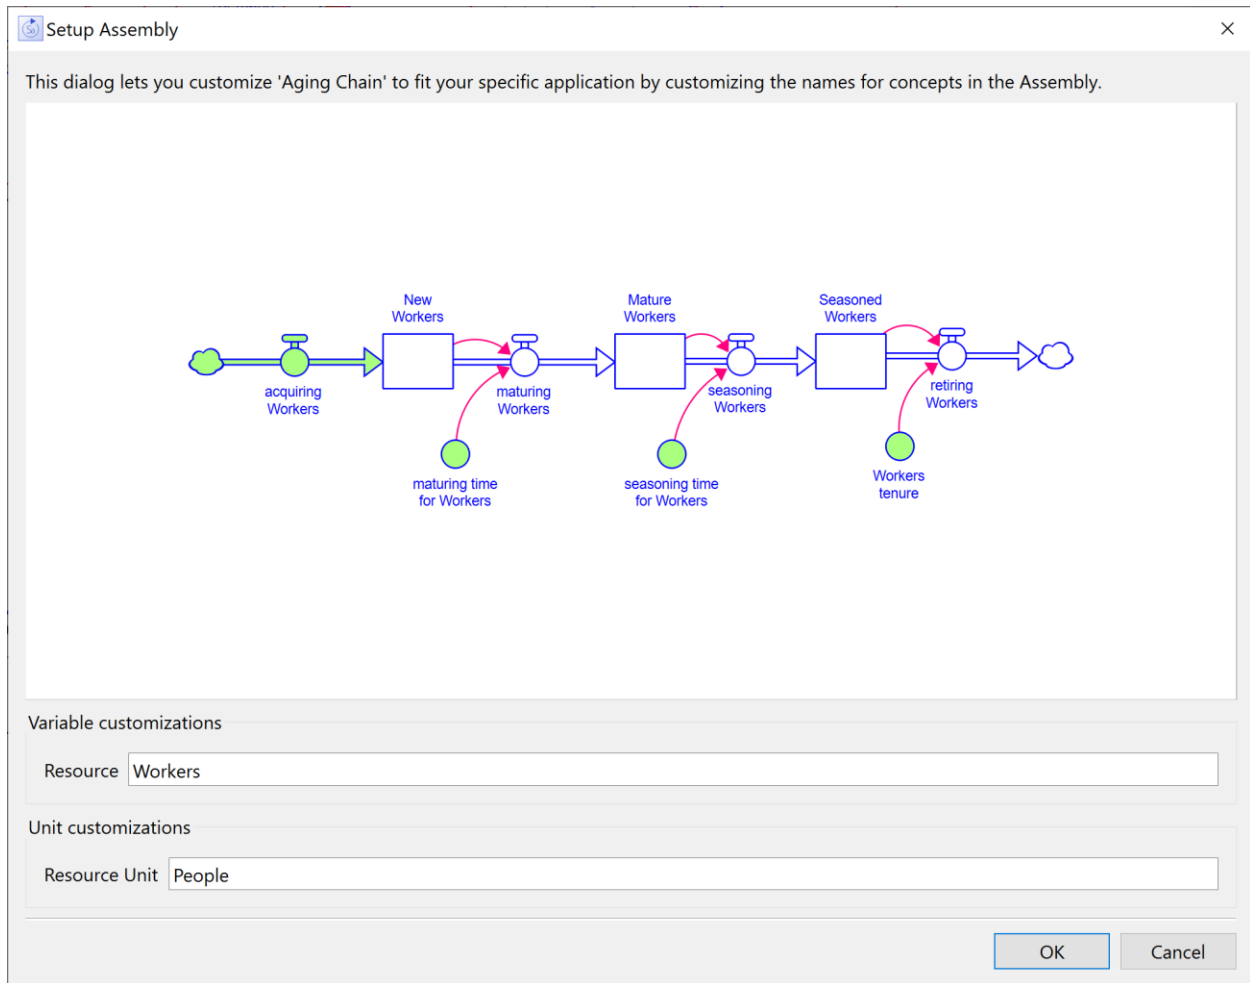 Setup Assembly
This dialog lets you customize 'Aging Chain' to fit your specific application by customizing the names for concepts in the Assembly.
New
Workers
Mature
Workers
Seasoned
Workers
acquiring
Workers
maturing
Workers
seasoning
Workers
retiring
Workers
maturing time
for Workers
seasoning time
for Workers
Workers
tenure
Variable customizations
Resource Workers
Unit customizations
Resource Unit People
OK Cancel